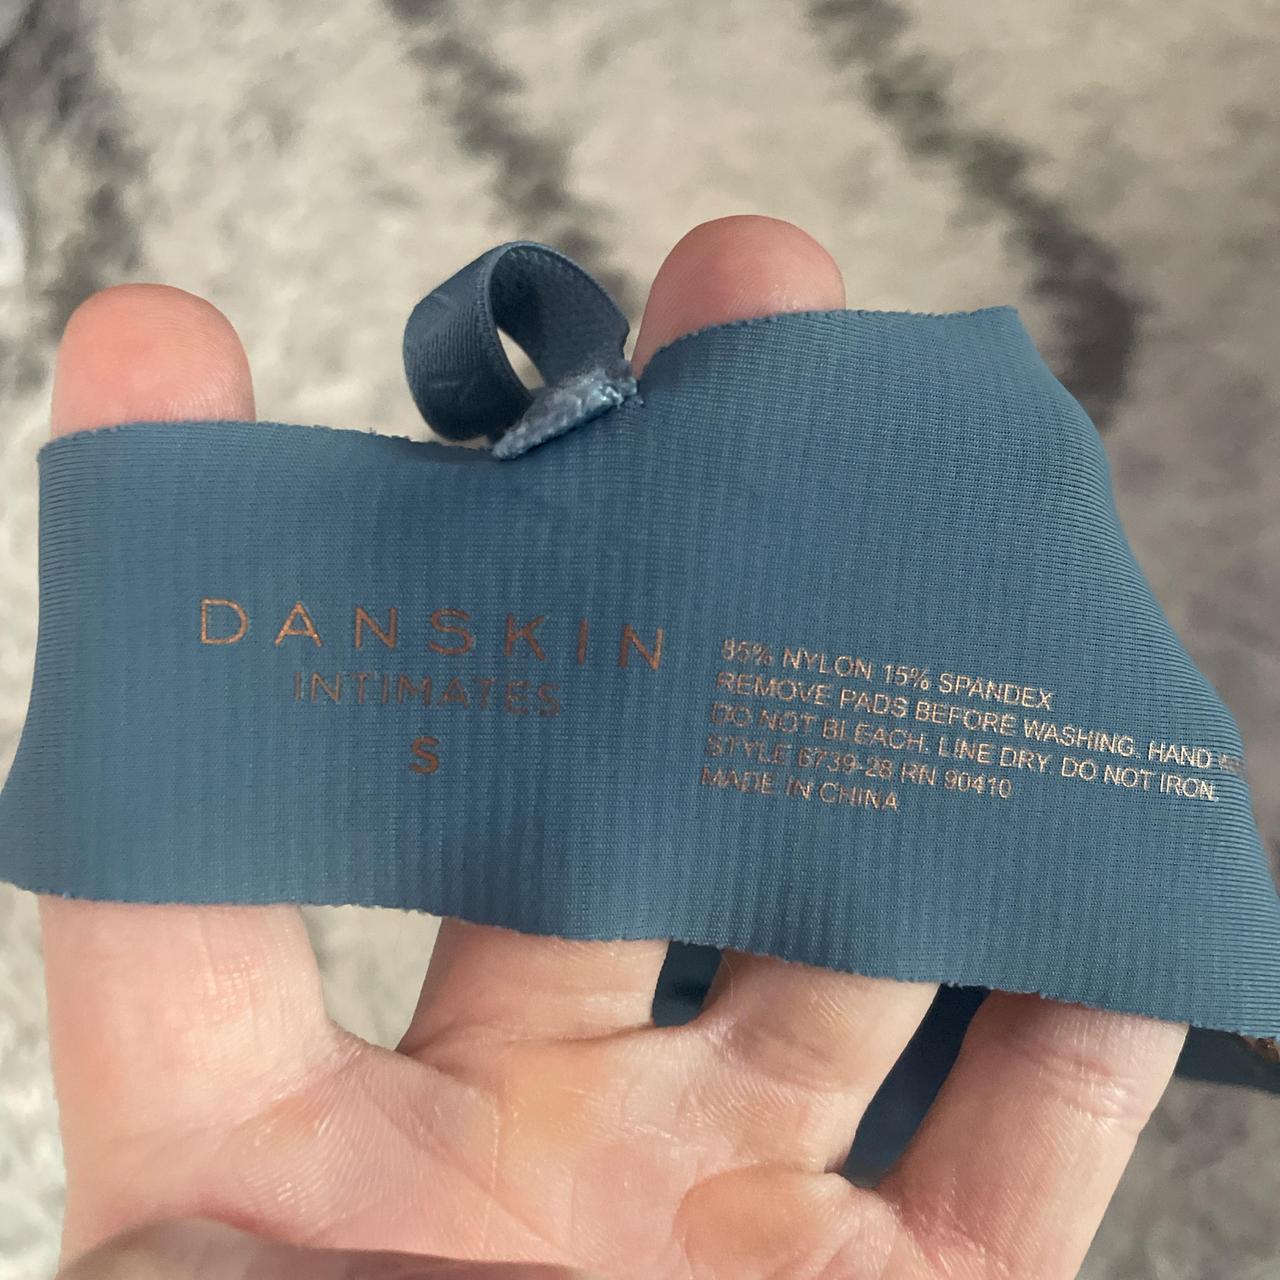 DANSKIN
INTIMATES
S
85% NYLON 15% SPANDEX
REMOVE PADS BEFORE WASHING. HAND
DO NOT BLEACH. LINE DRY. DO NOT IRON.
STYLE 6739-28 RN 90410
MADE IN CHINA